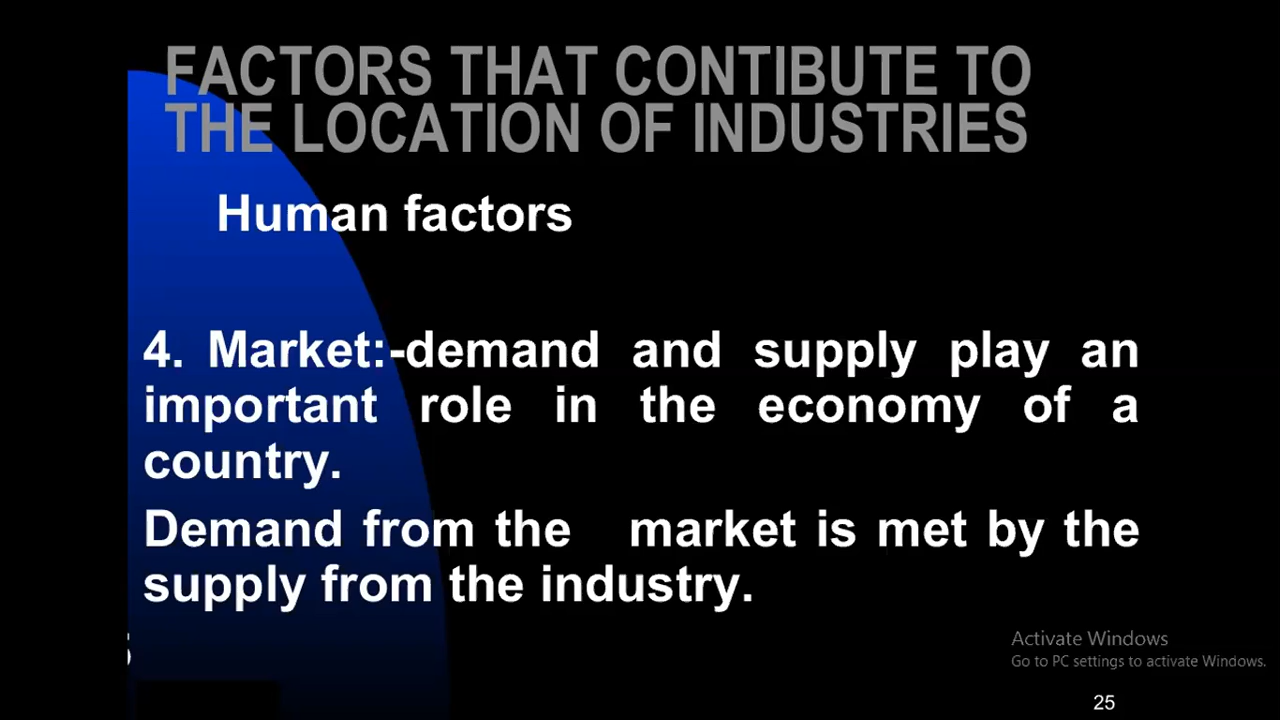 FACTORS THAT CONTIBUTE TO
THE LOCATION OF INDUSTRIES
Human factors
4. Market:-demand and supply play an
important role in the economy of a
country.
Demand from the market is met by the
supply from the industry.
Activate Windows
Go to PC settings to activate Windows.
25